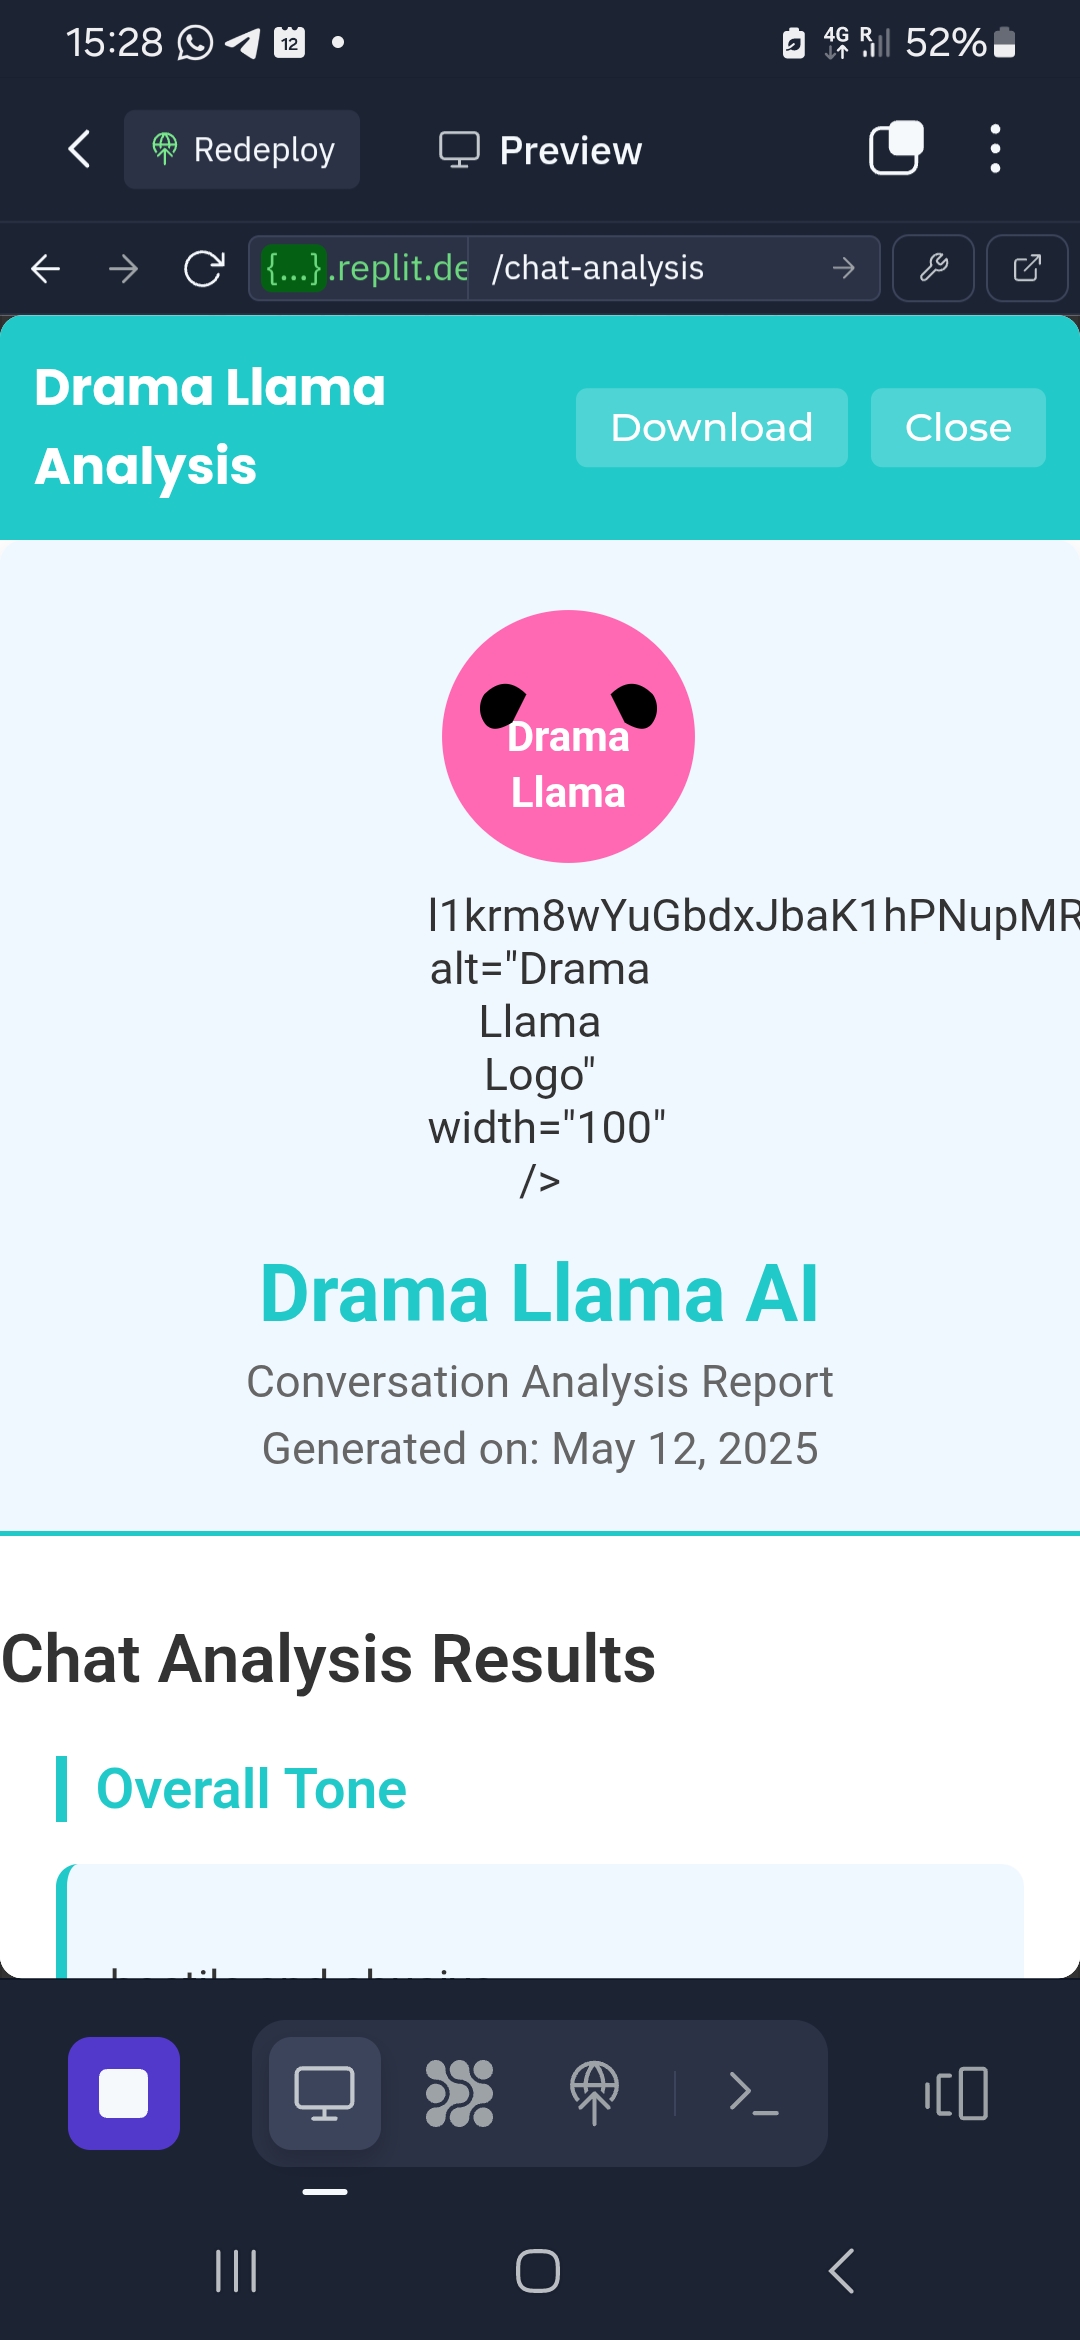 15:28 12 4G R 52%
Redeploy Preview
{...}.replit.de /chat-analysis
Drama Llama
Analysis
Download Close
Drama
Llama
l1krm8wYuGbdxJbaK1hPNupMR
alt="Drama
Llama
Logo"
width="100"
/>
Drama Llama AI
Conversation Analysis Report
Generated on: May 12, 2025
Chat Analysis Results
Overall Tone